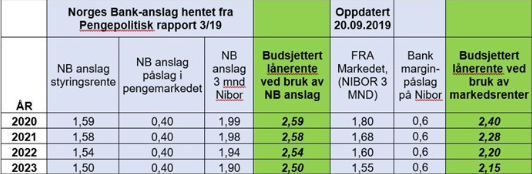 Norges Bank-anslag hentet fra
Pengepolitisk rapport 3/19
Oppdatert
20.09.2019
ÅR
NB anslag
styringsrente
NB anslag
påslag i
pengemarkedet
NB
anslag
3 mnd
Nibor
Budsjettert
lånerente
ved bruk av
NB anslag
FRA
Markedet,
(NIBOR 3
MND)
Bank
margin-
påslag
på Nibor
Budsjettert
lånerente ved
bruk av
markedsrenter
2020 1,59 0,40 1,99 2,59 1,80 0,6 2,40
2021 1,58 0,40 1,98 2,58 1,68 0,6 2,28
2022 1,54 0,40 1,94 2,54 1,60 0,6 2,20
2023 1,50 0,40 1,90 2,50 1,55 0,6 2,15